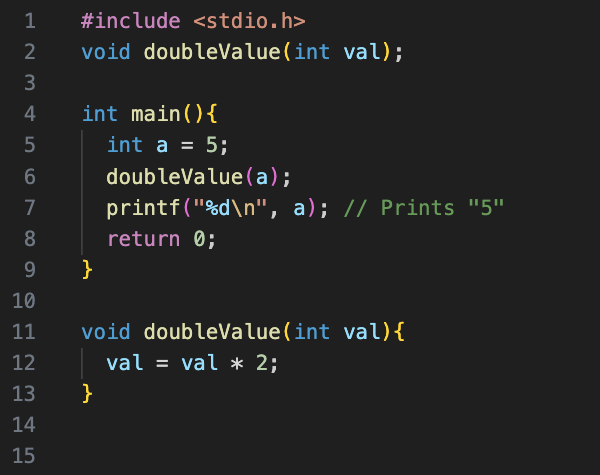 1 #include <stdio.h>
2 void doubleValue(int val);
3
4 int main(){
5   int a = 5;
6   doubleValue(a);
7   printf("%d\n", a); // Prints "5"
8   return 0;
9 }
10
11 void doubleValue(int val){
12   val = val * 2;
13 }
14
15